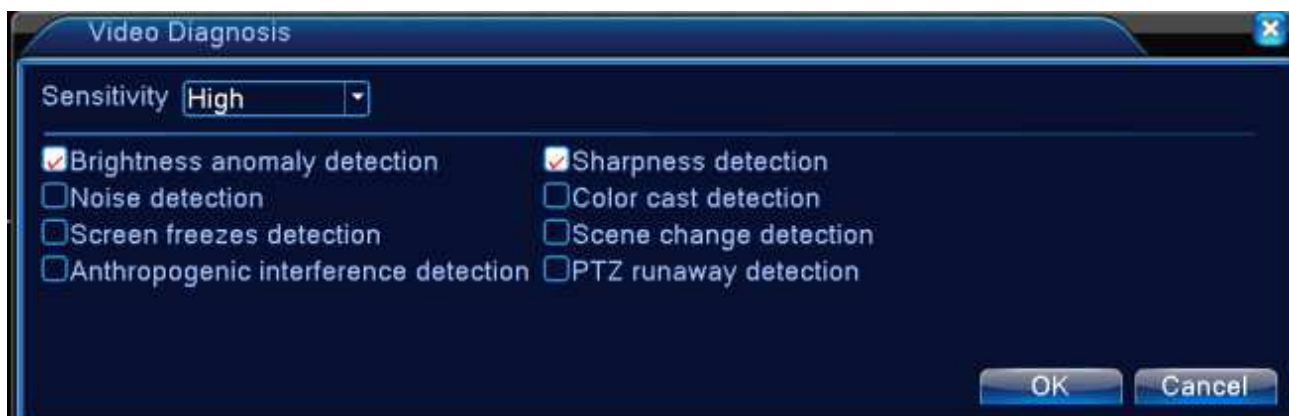 Video Diagnosis
Sensitivity High
Brightness anomaly detection Sharpness detection
Noise detection Color cast detection
Screen freezes detection Scene change detection
Anthropogenic interference detection PTZ runaway detection
OK Cancel